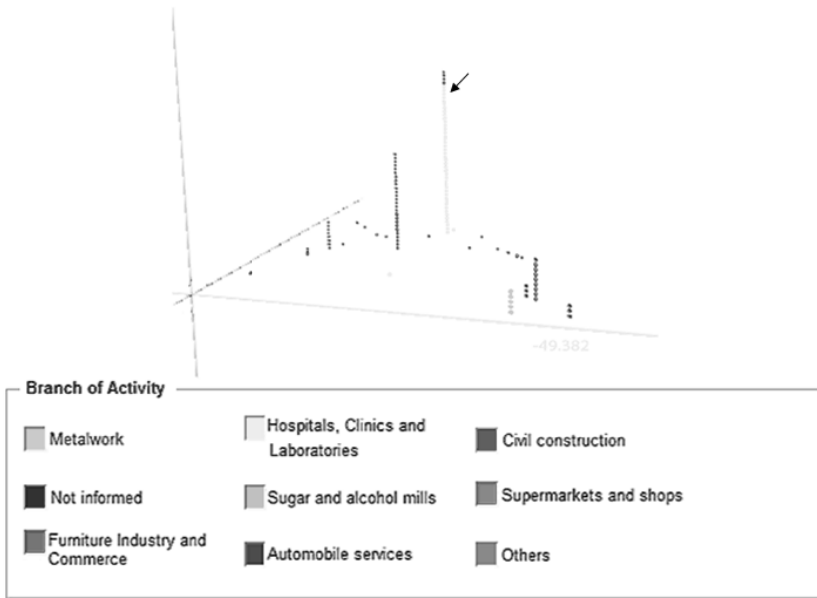 -49.382
Branch of Activity
Metalwork
Hospitals, Clinics and
Laboratories
Civil construction
Not informed
Sugar and alcohol mills
Supermarkets and shops
Furniture Industry and
Commerce
Automobile services
Others